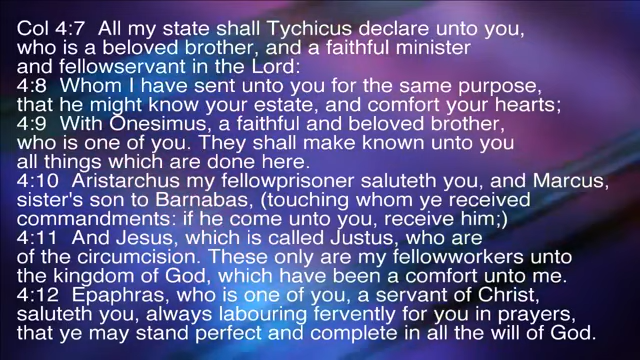 Col 4:7 All my state shall Tychicus declare unto you,
who is a beloved brother, and a faithful minister
and fellowservant in the Lord:
4:8 Whom I have sent unto you for the same purpose,
that he might know your estate, and comfort your hearts;
4:9 With Onesimus, a faithful and beloved brother,
who is one of you. They shall make known unto you
all things which are done here.
4:10 Aristarchus my fellowprisoner saluteth you, and Marcus,
sister's son to Barnabas, (touching whom ye received
commandments: if he come unto you, receive him;)
4:11 And Jesus, which is called Justus, who are
of the circumcision. These only are my fellowworkers unto
the kingdom of God, which have been a comfort unto me.
4:12 Epaphras, who is one of you, a servant of Christ,
saluteth you, always labouring fervently for you in prayers,
that ye may stand perfect and complete in all the will of God.